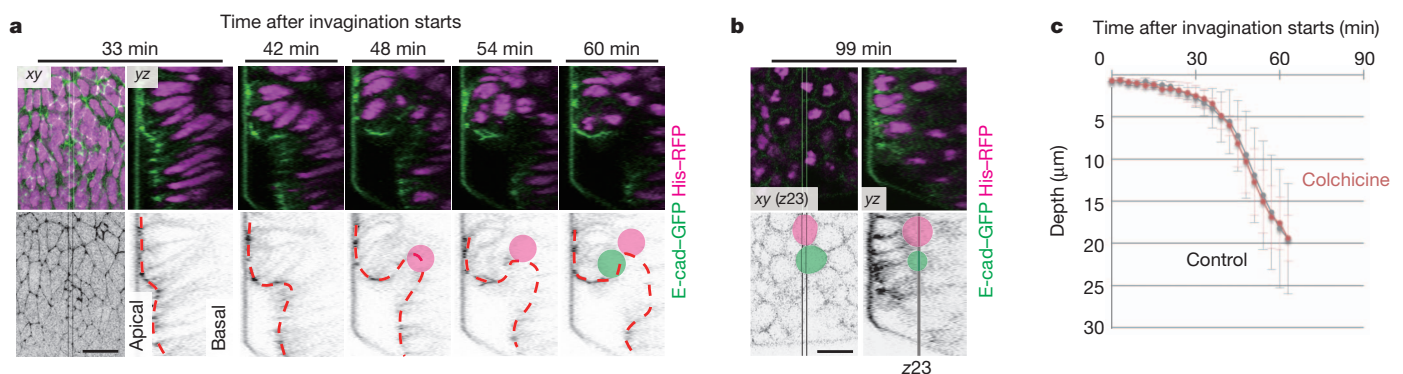 a
Time after invagination starts
33 min
42 min
48 min
54 min
60 min
xy
yz
Apical
Basal
E-cad–GFP His–RFP
b
99 min
xy (z23)
yz
z23
E-cad–GFP His–RFP
c
Time after invagination starts (min)
0
30
60
90
5
10
15
20
25
30
Depth (μm)
Colchicine
Control